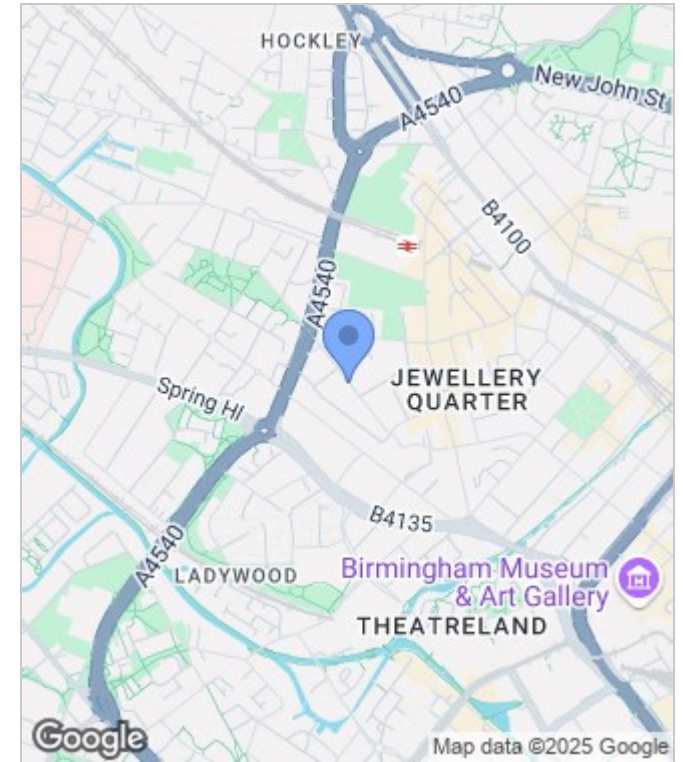 HOCKLEY
New John St
A4540
B4100
A4540
JEWELLERY
QUARTER
Spring Hl
B4135
A4540
LADYWOOD
Birmingham Museum
& Art Gallery
THEATRELAND
Google
Map data ©2025 Google